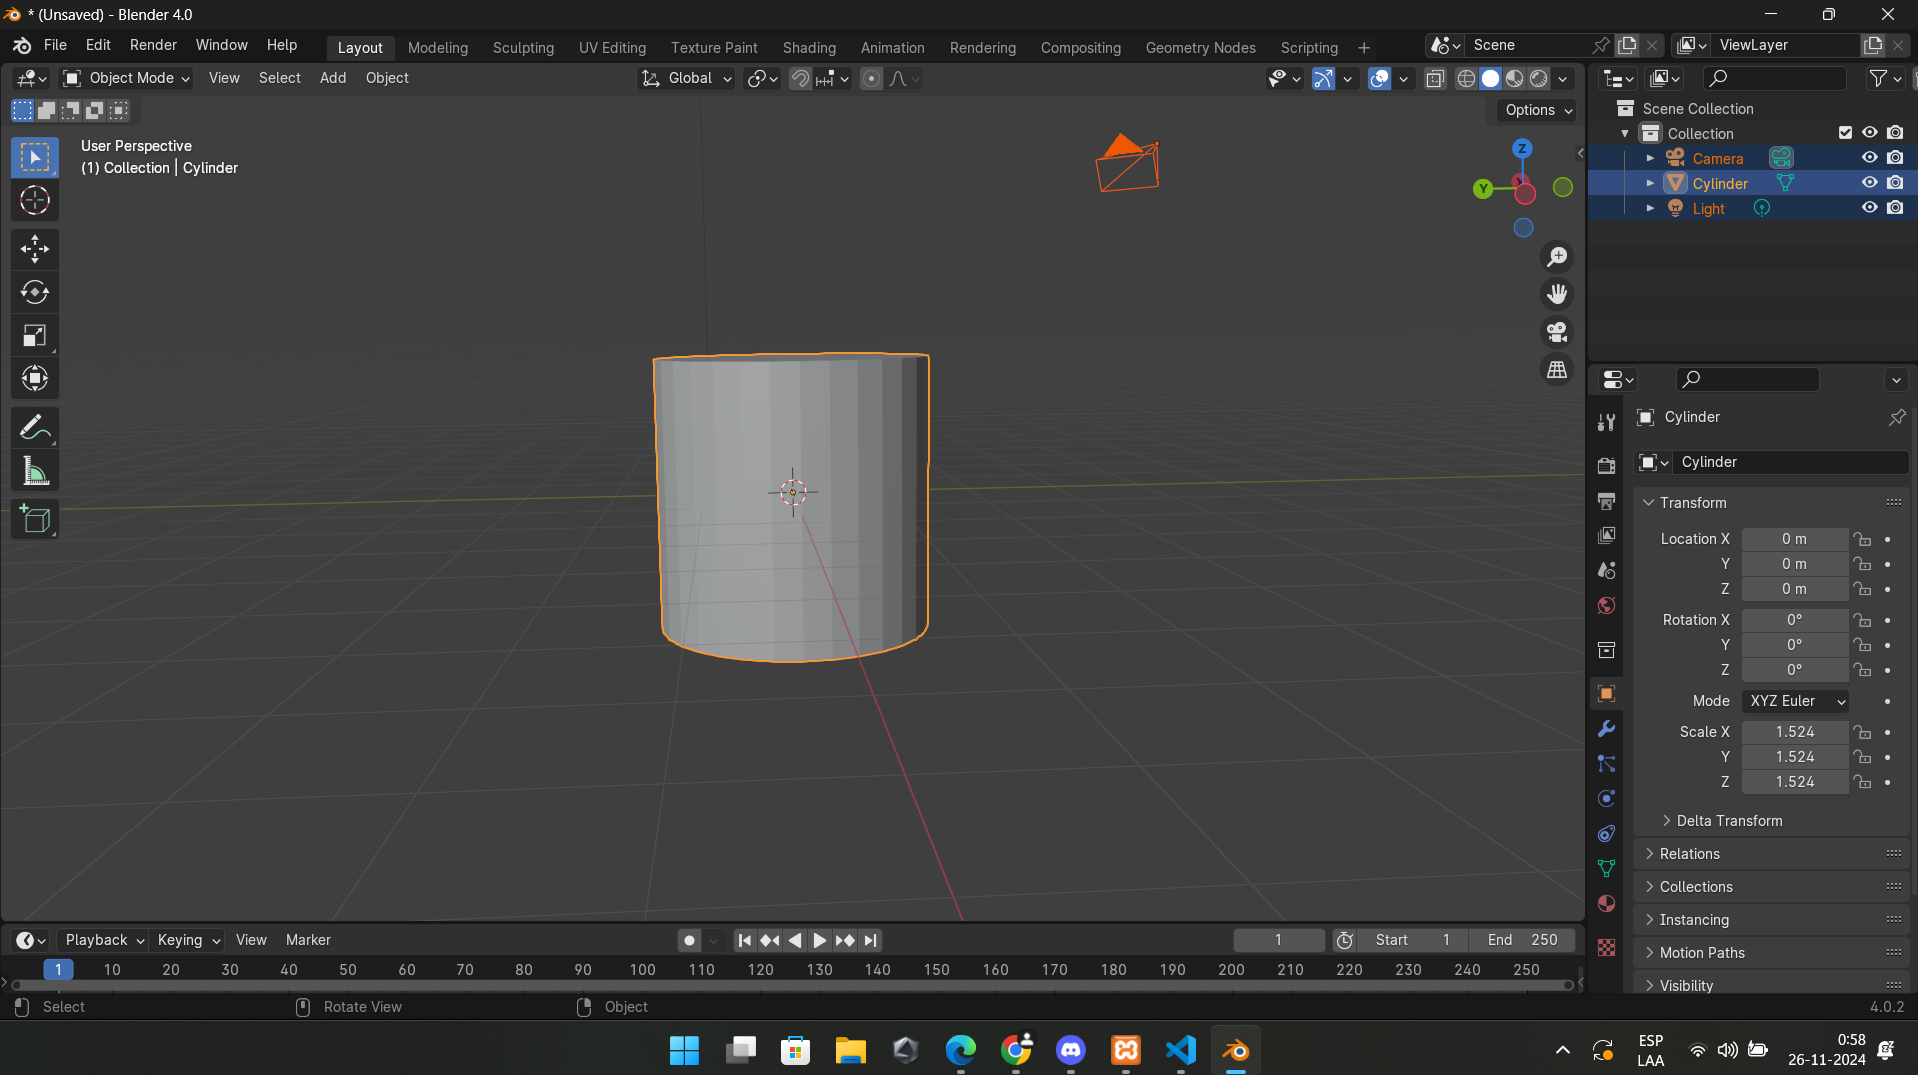 * (Unsaved) - Blender 4.0
File Edit Render Window Help
Layout Modeling Sculpting UV Editing Texture Paint Shading Animation Rendering Compositing Geometry Nodes Scripting +
Scene
ViewLayer
Object Mode View Select Add Object
Global
Options
User Perspective
(1) Collection | Cylinder
Z
Y
Scene Collection
Collection
Camera
Cylinder
Light
Cylinder
Cylinder
Transform
Location X 0 m
Y 0 m
Z 0 m
Rotation X 0°
Y 0°
Z 0°
Mode XYZ Euler
Scale X 1.524
Y 1.524
Z 1.524
Delta Transform
Relations
Collections
Instancing
Motion Paths
Visibility
Playback Keying View Marker
1 Start 1 End 250
1 10 20 30 40 50 60 70 80 90 100 110 120 130 140 150 160 170 180 190 200 210 220 230 240 250
Select Rotate View Object
4.0.2
ESP
LAA
0:58
26-11-2024